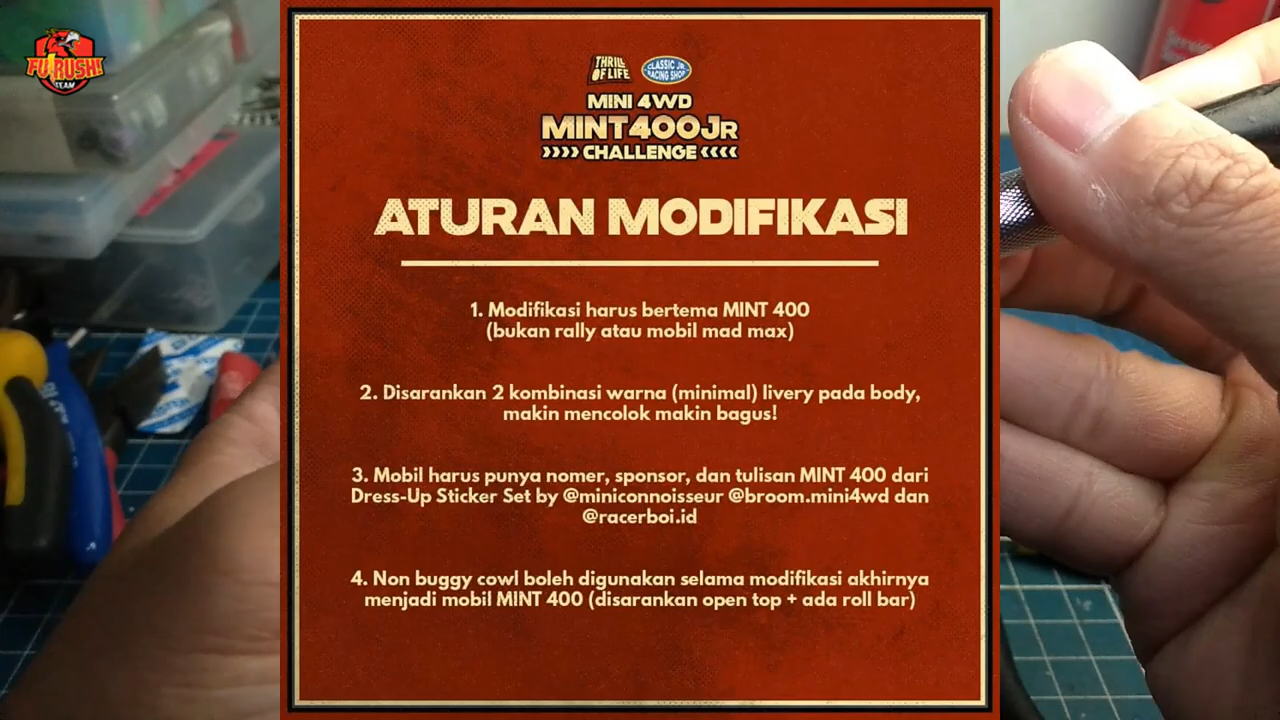 FU RUSH!
TEAM
THRILL
OF LIFE
CLASSIC JR.
RACING SHOP
MINI 4WD
MINT400JR
>>>> CHALLENGE <<<<
ATURAN MODIFIKASI
1. Modifikasi harus bertema MINT 400
(bukan rally atau mobil mad max)
2. Disarankan 2 kombinasi warna (minimal) livery pada body,
makin mencolok makin bagus!
3. Mobil harus punya nomer, sponsor, dan tulisan MINT 400 dari
Dress-Up Sticker Set by @miniconnoisseur @broom.mini4wd dan
@racerboi.id
4. Non buggy cowl boleh digunakan selama modifikasi akhirnya
menjadi mobil MINT 400 (disarankan open top + ada roll bar)